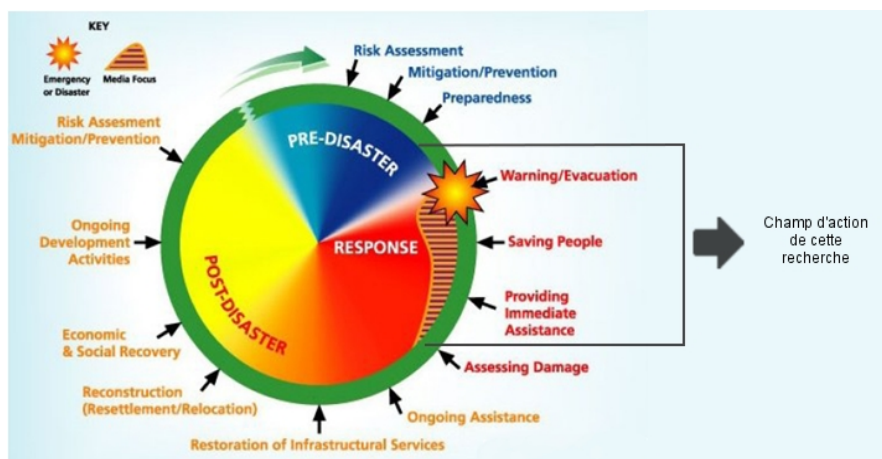 KEY
Emergency
or Disaster
Media Focus
Risk Assessment
Mitigation/Prevention
Preparedness
Risk Assesment
Mitigation/Prevention
PRE-DISASTER
Warning/Evacuation
Ongoing
Development
Activities
RESPONSE
Saving People
Champ d'action
de cette
recherche
POST-DISASTER
Providing
Immediate
Assistance
Economic
& Social Recovery
Assessing Damage
Reconstruction
(Resettlement/Relocation)
Ongoing Assistance
Restoration of Infrastructural Services